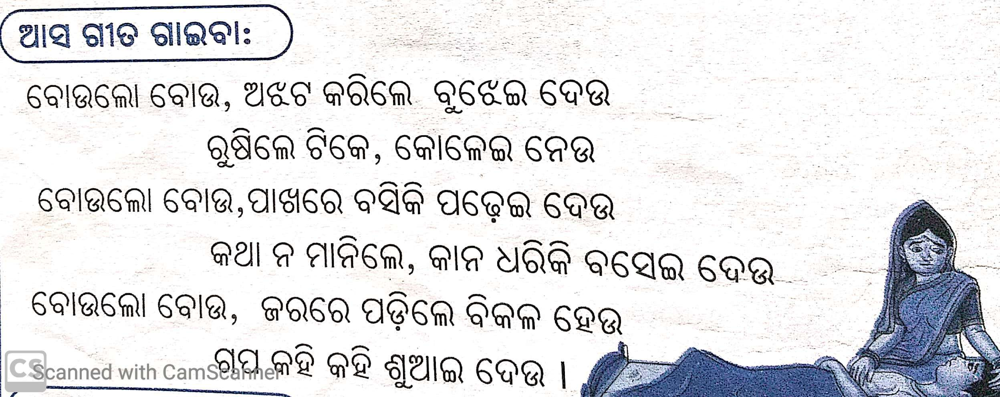 ଆସ ଗୀତ ଗାଇବାଃ
ବୋଉଲୋ ବୋଉ, ଅଝଟ କରିଲେ ବୁଝେଇ ଦେଉ
ରୁଷିଲେ ଟିକେ, କୋଳେଇ ନେଉ
ବୋଉଲୋ ବୋଉ,ପାଖରେ ବସିକି ପଢ଼େଇ ଦେଉ
କଥା ନ ମାନିଲେ, କାନ ଧରିକି ବସେଇ ଦେଉ
ବୋଉଲୋ ବୋଉ, ଜରରେ ପଡ଼ିଲେ ବିକଳ ହେଉ
ଗପ କହି କହି ଶୁଆଇ ଦେଉ ।
CS Scanned with CamScanner